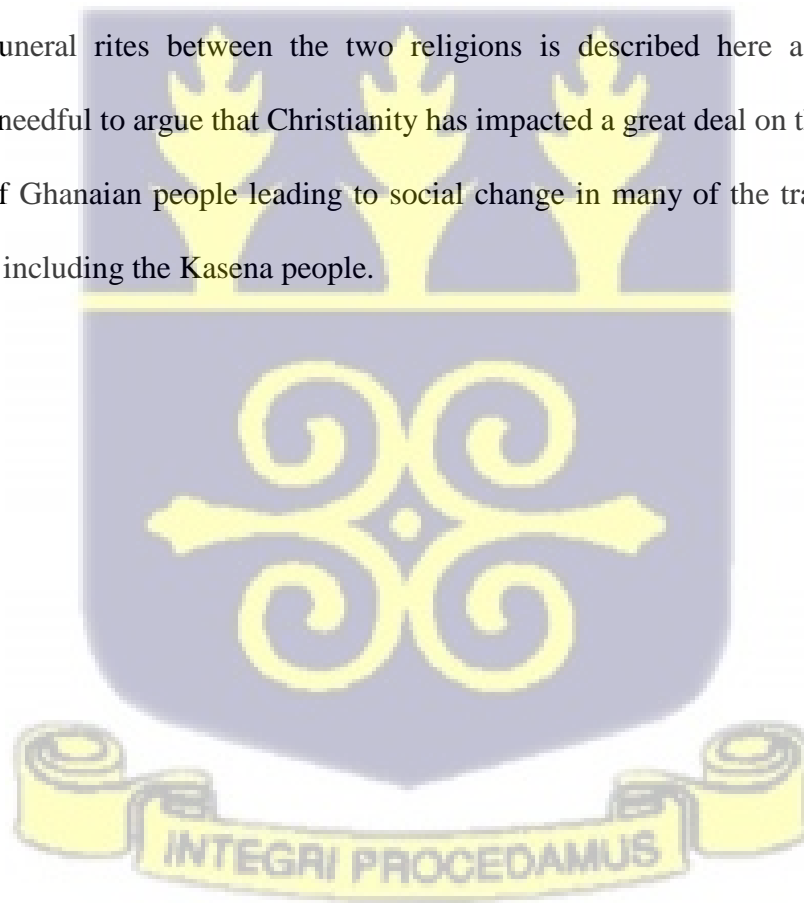 uneral rites between the two religions is described here a
needful to argue that Christianity has impacted a great deal on t
f Ghanaian people leading to social change in many of the tra
including the Kasena people.
INTEGRI PROCEDAMUS